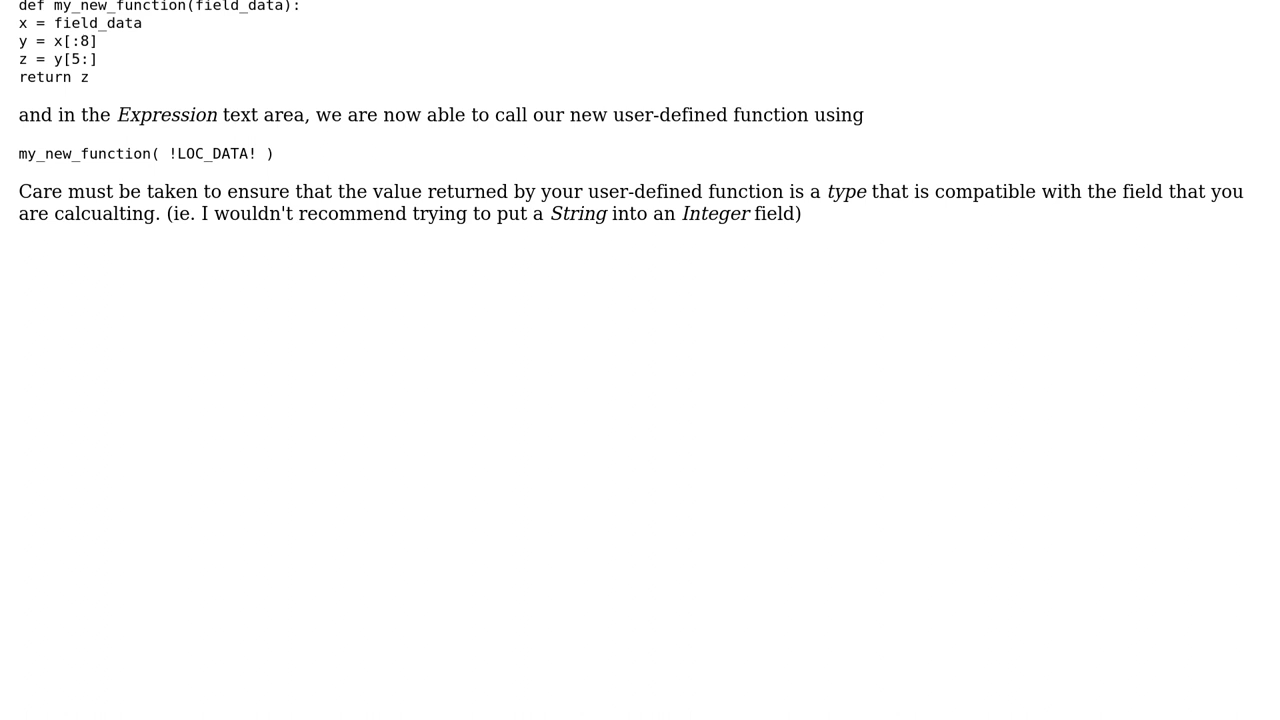 def my_new_function(field_data):
x = field_data
y = x[:8]
z = y[5:]
return z
and in the Expression text area, we are now able to call our new user-defined function using
my_new_function( !LOC_DATA! )
Care must be taken to ensure that the value returned by your user-defined function is a type that is compatible with the field that you
are calcualting. (ie. I wouldn't recommend trying to put a String into an Integer field)